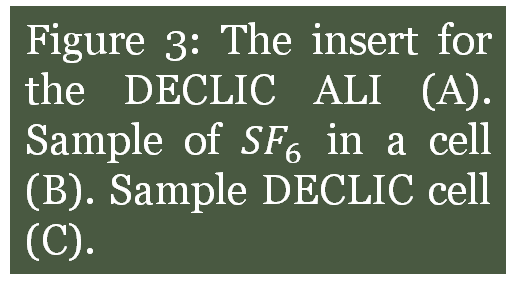 Figure 3: The insert for
the DECLIC ALI (A).
Sample of SF₆ in a cell
(B). Sample DECLIC cell
(C).